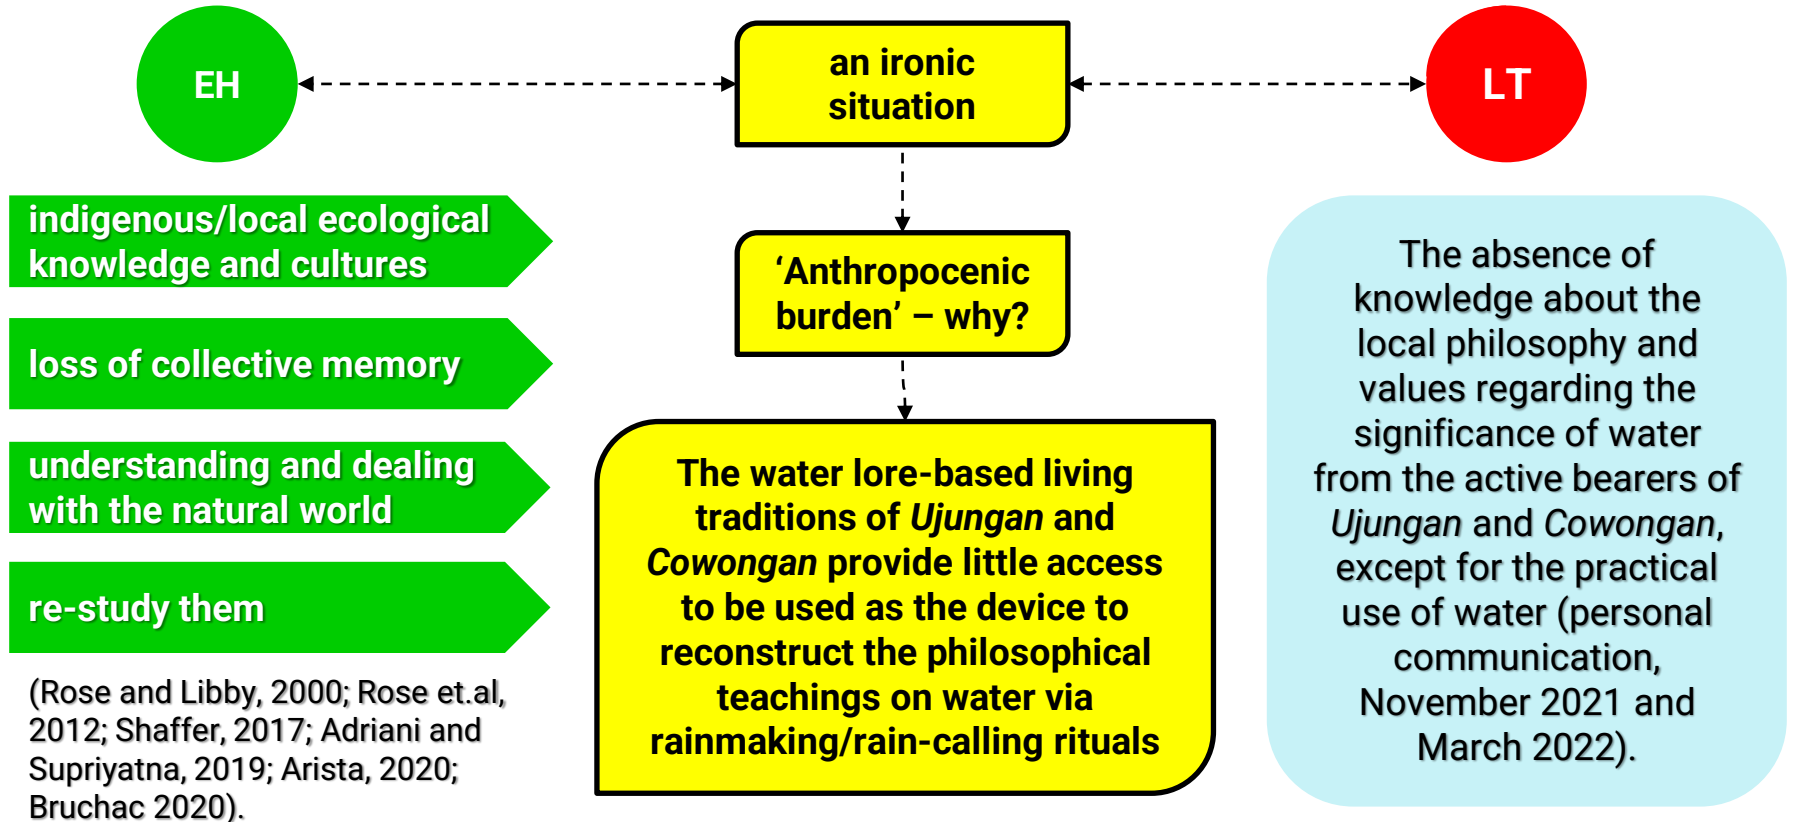 EH
an ironic
situation
LT
indigenous/local ecological
knowledge and cultures
loss of collective memory
understanding and dealing
with the natural world
re-study them
(Rose and Libby, 2000; Rose et.al,
2012; Shaffer, 2017; Adriani and
Supriyatna, 2019; Arista, 2020;
Bruchac 2020).
‘Anthropocenic
burden’ – why?
The water lore-based living
traditions of Ujungan and
Cowongan provide little access
to be used as the device to
reconstruct the philosophical
teachings on water via
rainmaking/rain-calling rituals
The absence of
knowledge about the
local philosophy and
values regarding the
significance of water
from the active bearers of
Ujungan and Cowongan,
except for the practical
use of water (personal
communication,
November 2021 and
March 2022).